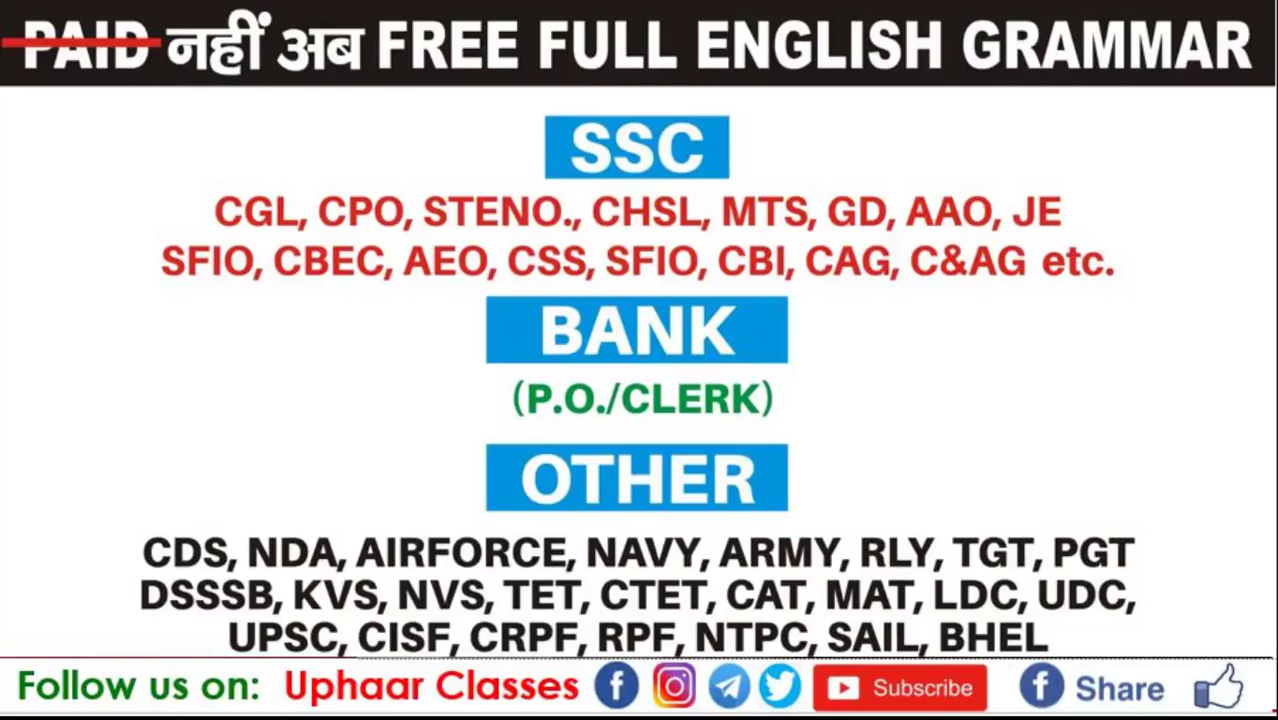 PAID नहीं अब FREE FULL ENGLISH GRAMMAR
SSC
CGL, CPO, STENO., CHSL, MTS, GD, AAO, JE
SFIO, CBEC, AEO, CSS, SFIO, CBI, CAG, C&AG etc.
BANK
(P.O./CLERK)
OTHER
CDS, NDA, AIRFORCE, NAVY, ARMY, RLY, TGT, PGT
DSSSB, KVS, NVS, TET, CTET, CAT, MAT, LDC, UDC,
UPSC, CISF, CRPF, RPF, NTPC, SAIL, BHEL
Follow us on: Uphaar Classes Subscribe Share